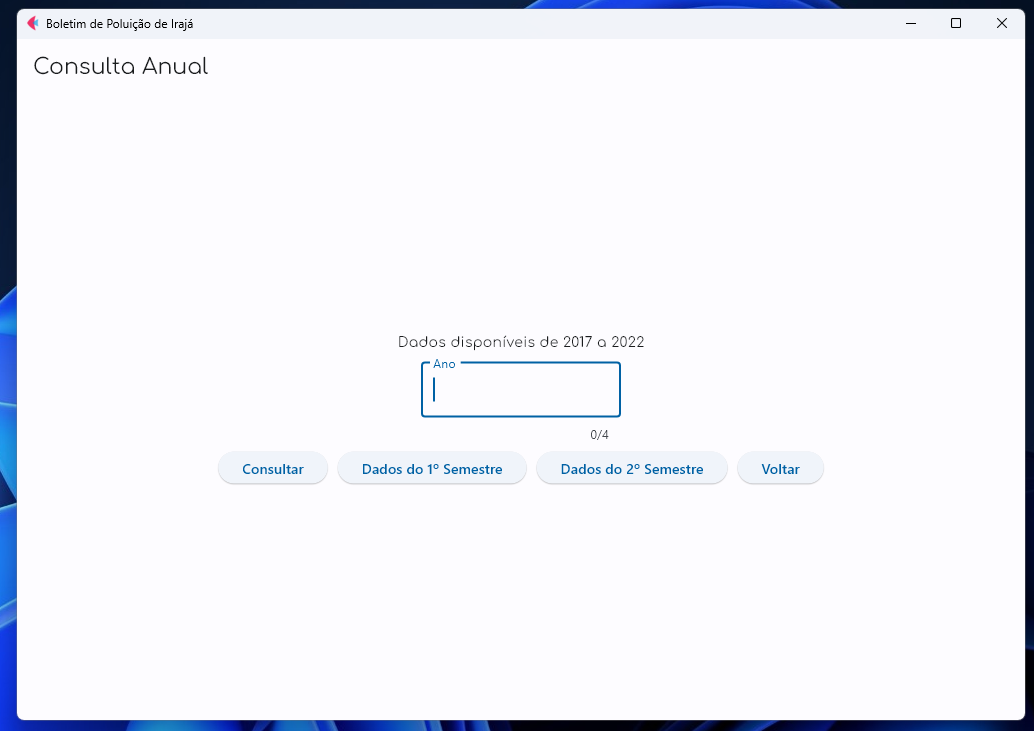 Boletim de Poluição de Irajá
Consulta Anual
Dados disponíveis de 2017 a 2022
Ano
0/4
Consultar Dados do 1º Semestre Dados do 2º Semestre Voltar